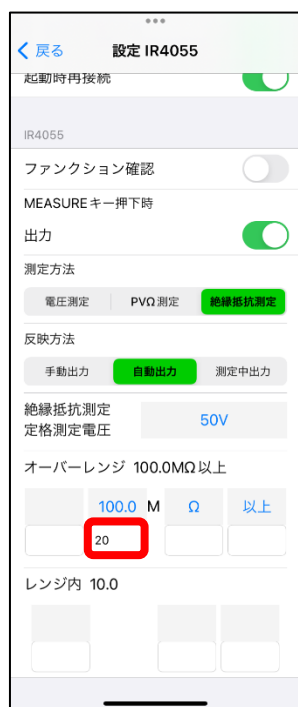 戻る 設定 IR4055
起動時再接続
IR4055
ファンクション確認
MEASUREキー押下時
出力
測定方法
電圧測定 PVΩ測定 絶縁抵抗測定
反映方法
手動出力 自動出力 測定中出力
絶縁抵抗測定
定格測定電圧
50V
オーバーレンジ 100.0MΩ以上
100.0 M Ω 以上
20
レンジ内 10.0